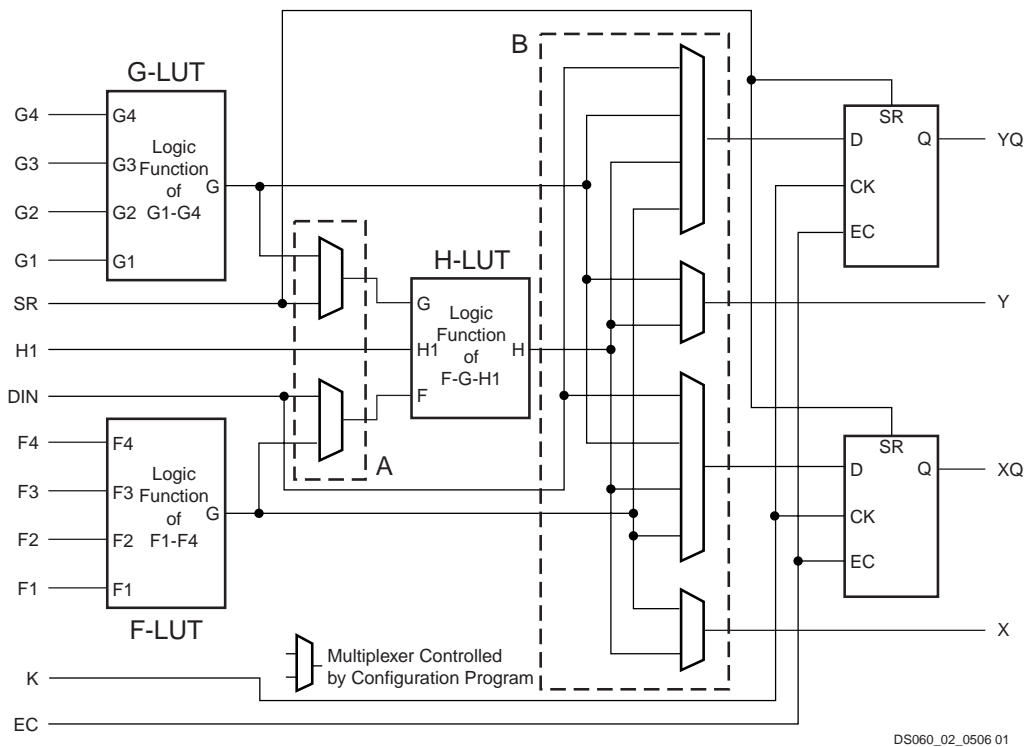 B
G-LUT
G4
G4
G3
G3
G2
G2
G1
G1
Logic
Function
of
G1-G4
G
SR
H1
DIN
A
H-LUT
G
H1
F
Logic
Function
of
F-G-H1
H
F4
F4
F3
F3
F2
F2
F1
F1
Logic
Function
of
F1-F4
G
F-LUT
SR
D
Q
YQ
CK
EC
Y
SR
D
Q
XQ
CK
EC
X
Multiplexer Controlled
by Configuration Program
K
EC
DS060_02_0506 01